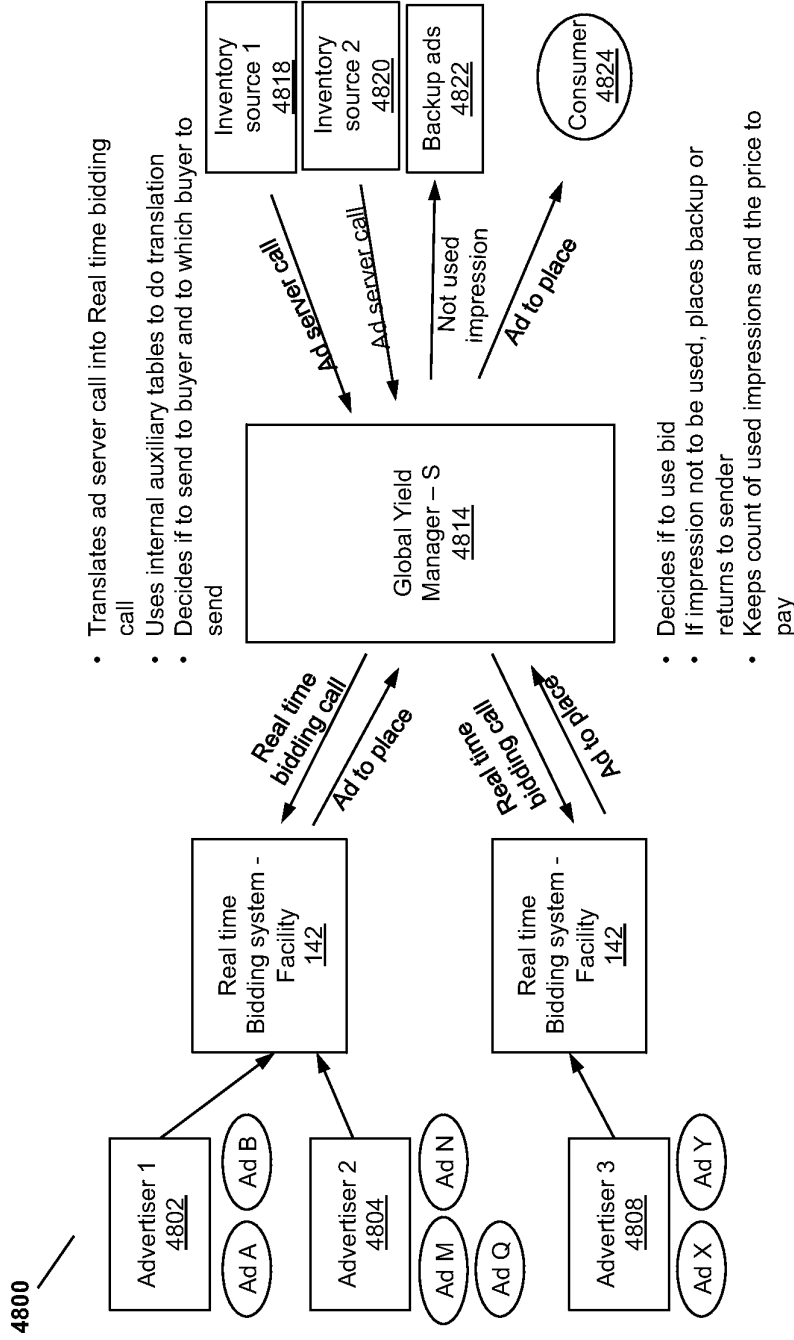 4800
Advertiser 1
4802
Ad A
Ad B
Advertiser 2
4804
Ad M
Ad N
Ad Q
Advertiser 3
4808
Ad X
Ad Y
Real time
Bidding system -
Facility
142
Real time
Bidding system -
Facility
142
Real time
bidding call
Ad to place
Real time
bidding call
Ad to place
• Translates ad server call into Real time bidding
call
• Uses internal auxiliary tables to do translation
• Decides if to send to buyer and to which buyer to
send
Global Yield
Manager – S
4814
• Decides if to use bid
• If impression not to be used, places backup or
returns to sender
• Keeps count of used impressions and the price to
pay
Ad server call
Ad server call
Not used
impression
Ad to place
Inventory
source 1
4818
Inventory
source 2
4820
Backup ads
4822
Consumer
4824